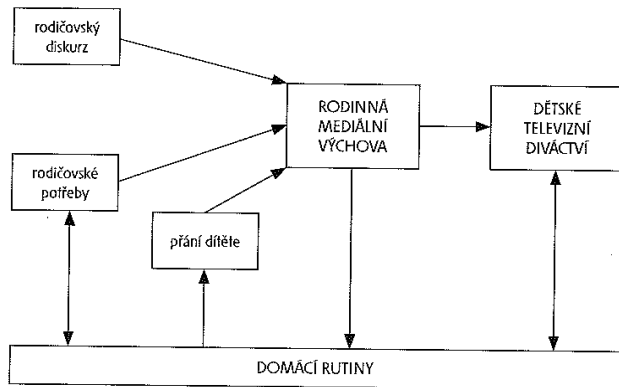 rodičovský
diskurz
RODINNÁ
MEDIÁLNÍ
VÝCHOVA
DĚTSKÉ
TELEVIZNÍ
DIVÁCTVÍ
rodičovské
potřeby
přání dítěte
DOMÁCÍ RUTINY